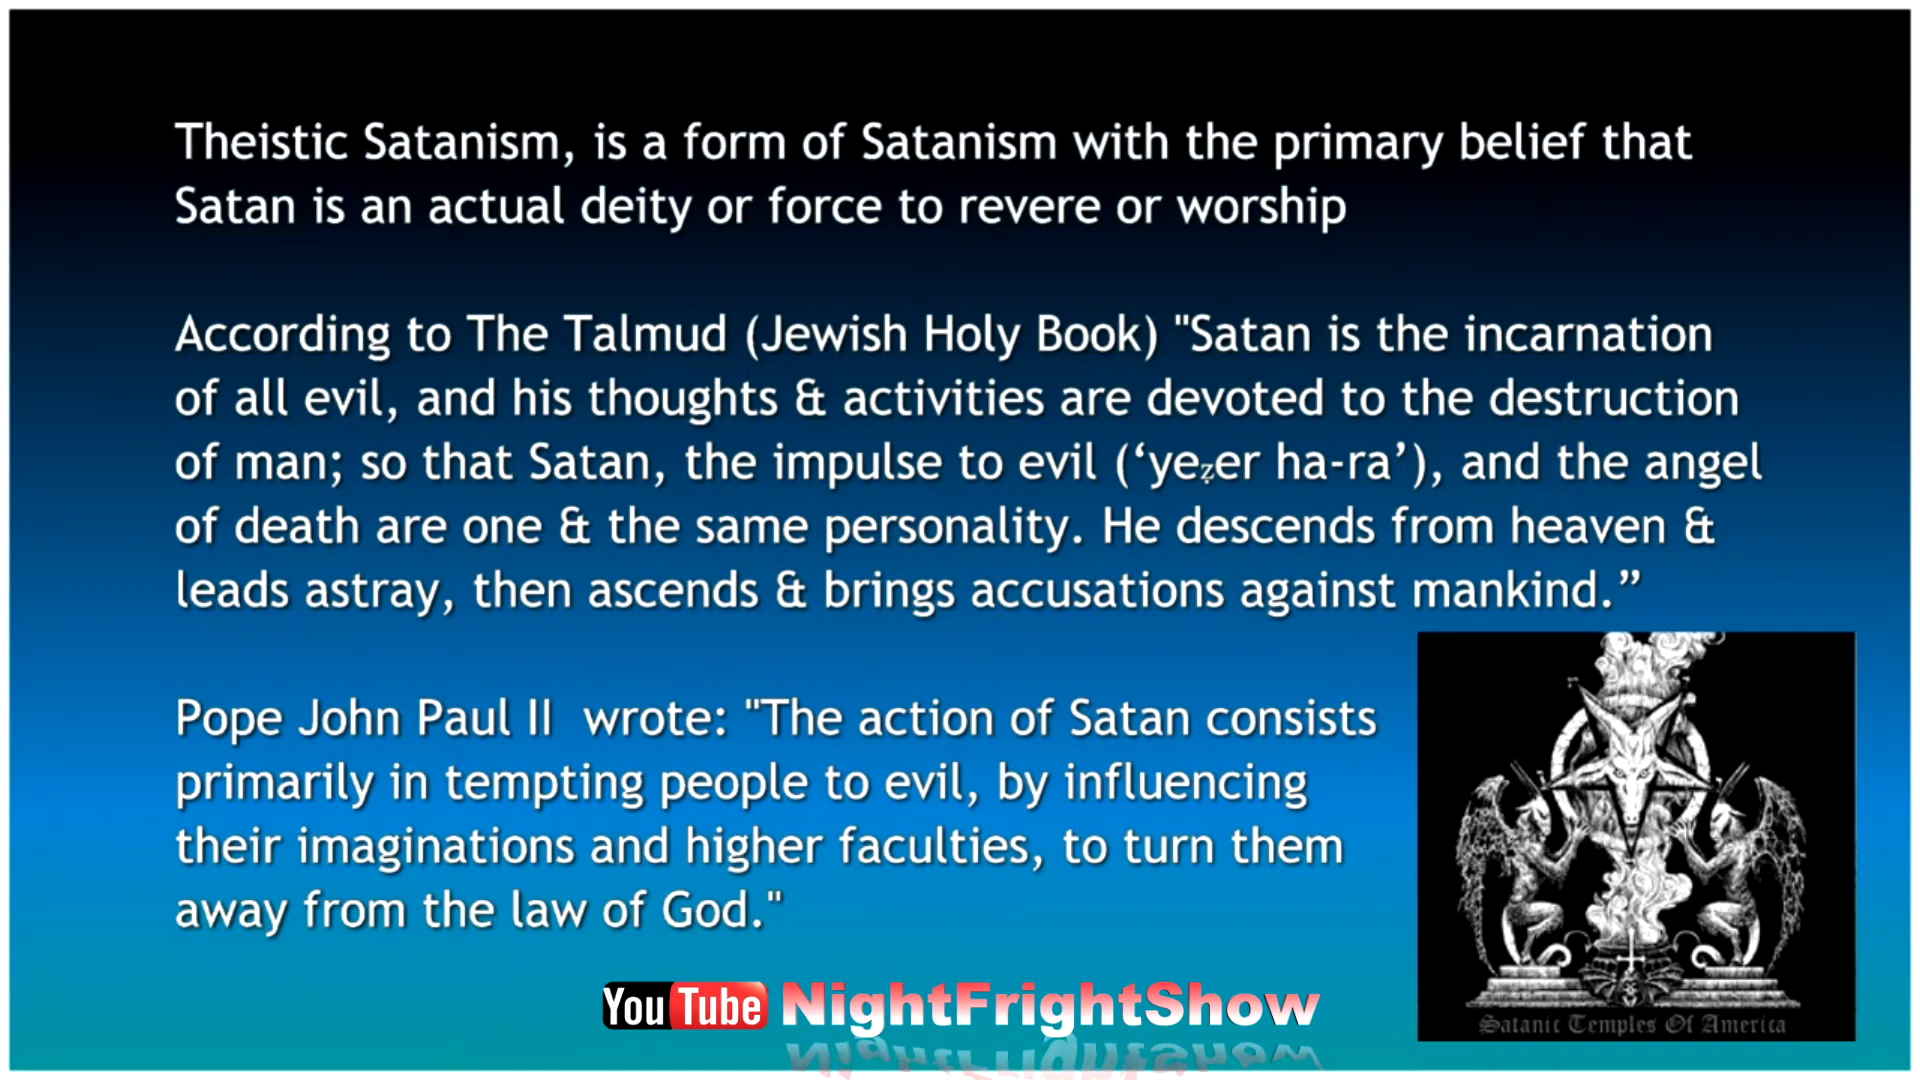 Theistic Satanism, is a form of Satanism with the primary belief that
Satan is an actual deity or force to revere or worship
According to The Talmud (Jewish Holy Book) "Satan is the incarnation
of all evil, and his thoughts & activities are devoted to the destruction
of man; so that Satan, the impulse to evil (‘yeẓer ha-ra’), and the angel
of death are one & the same personality. He descends from heaven &
leads astray, then ascends & brings accusations against mankind.”
Pope John Paul II  wrote: "The action of Satan consists
primarily in tempting people to evil, by influencing
their imaginations and higher faculties, to turn them
away from the law of God."
YouTube NightFrightShow
Satanic Temples Of America